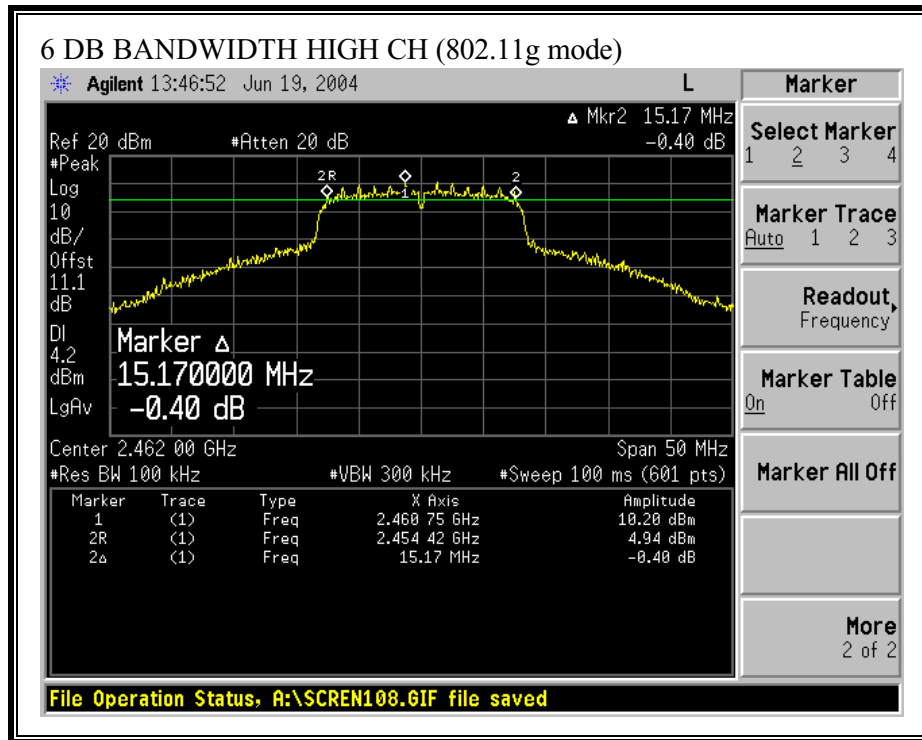 6 DB BANDWIDTH HIGH CH (802.11g mode)
Agilent 13:46:52 Jun 19, 2004 L
Δ Mkr2 15.17 MHz
Ref 20 dBm #Atten 20 dB -0.40 dB
#Peak
Log
10
dB/
Offst
11.1
dB
DI
4.2
dBm
LgAv
2R
1
2
Marker Δ
15.170000 MHz
-0.40 dB
Center 2.462 00 GHz Span 50 MHz
#Res BW 100 kHz #VBW 300 kHz #Sweep 100 ms (601 pts)
Marker Trace Type X Axis Amplitude
1 (1) Freq 2.460 75 GHz 10.20 dBm
2R (1) Freq 2.454 42 GHz 4.94 dBm
2Δ (1) Freq 15.17 MHz -0.40 dB
File Operation Status, A:\SCREN108.GIF file saved
Marker
Select Marker
1 2 3 4
Marker Trace
Auto 1 2 3
Readout
Frequency
Marker Table
On Off
Marker All Off
More
2 of 2